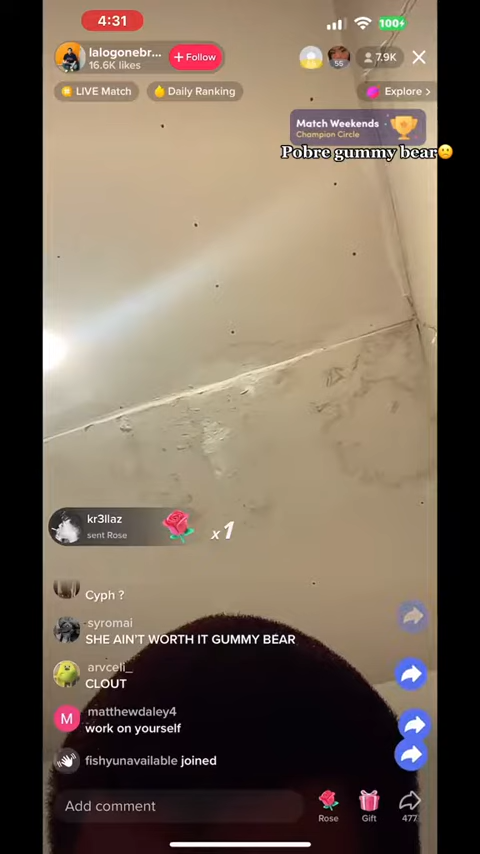 4:31
100+
lalogonebr...
16.6K likes
+ Follow
55
7.9K
LIVE Match
Daily Ranking
Explore >
Match Weekends
Champion Circle
Pobre gummy bear🙁
kr3llaz
sent Rose
x1
Cyph ?
syromai
SHE AIN'T WORTH IT GUMMY BEAR
arvceli_
CLOUT
M
matthewdaley4
work on yourself
fishyunavailable joined
Add comment
Rose
Gift
477